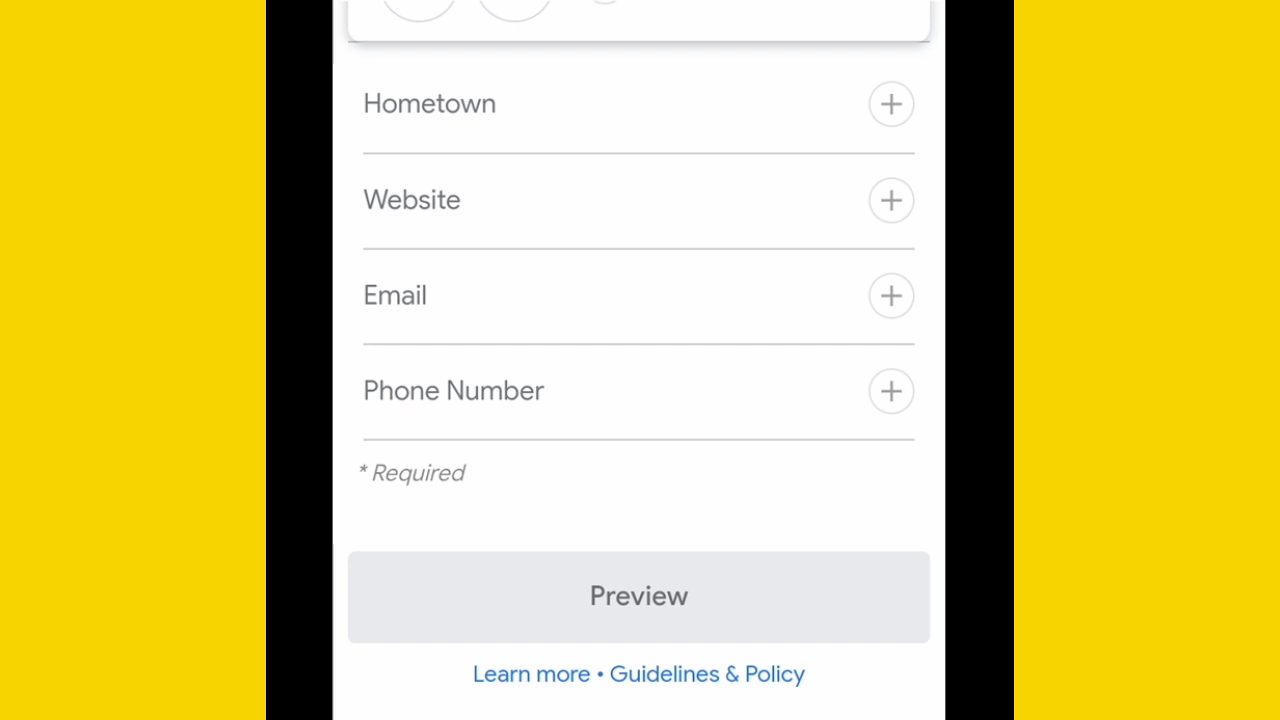 Hometown
Website
Email
Phone Number
* Required
Preview
Learn more • Guidelines & Policy